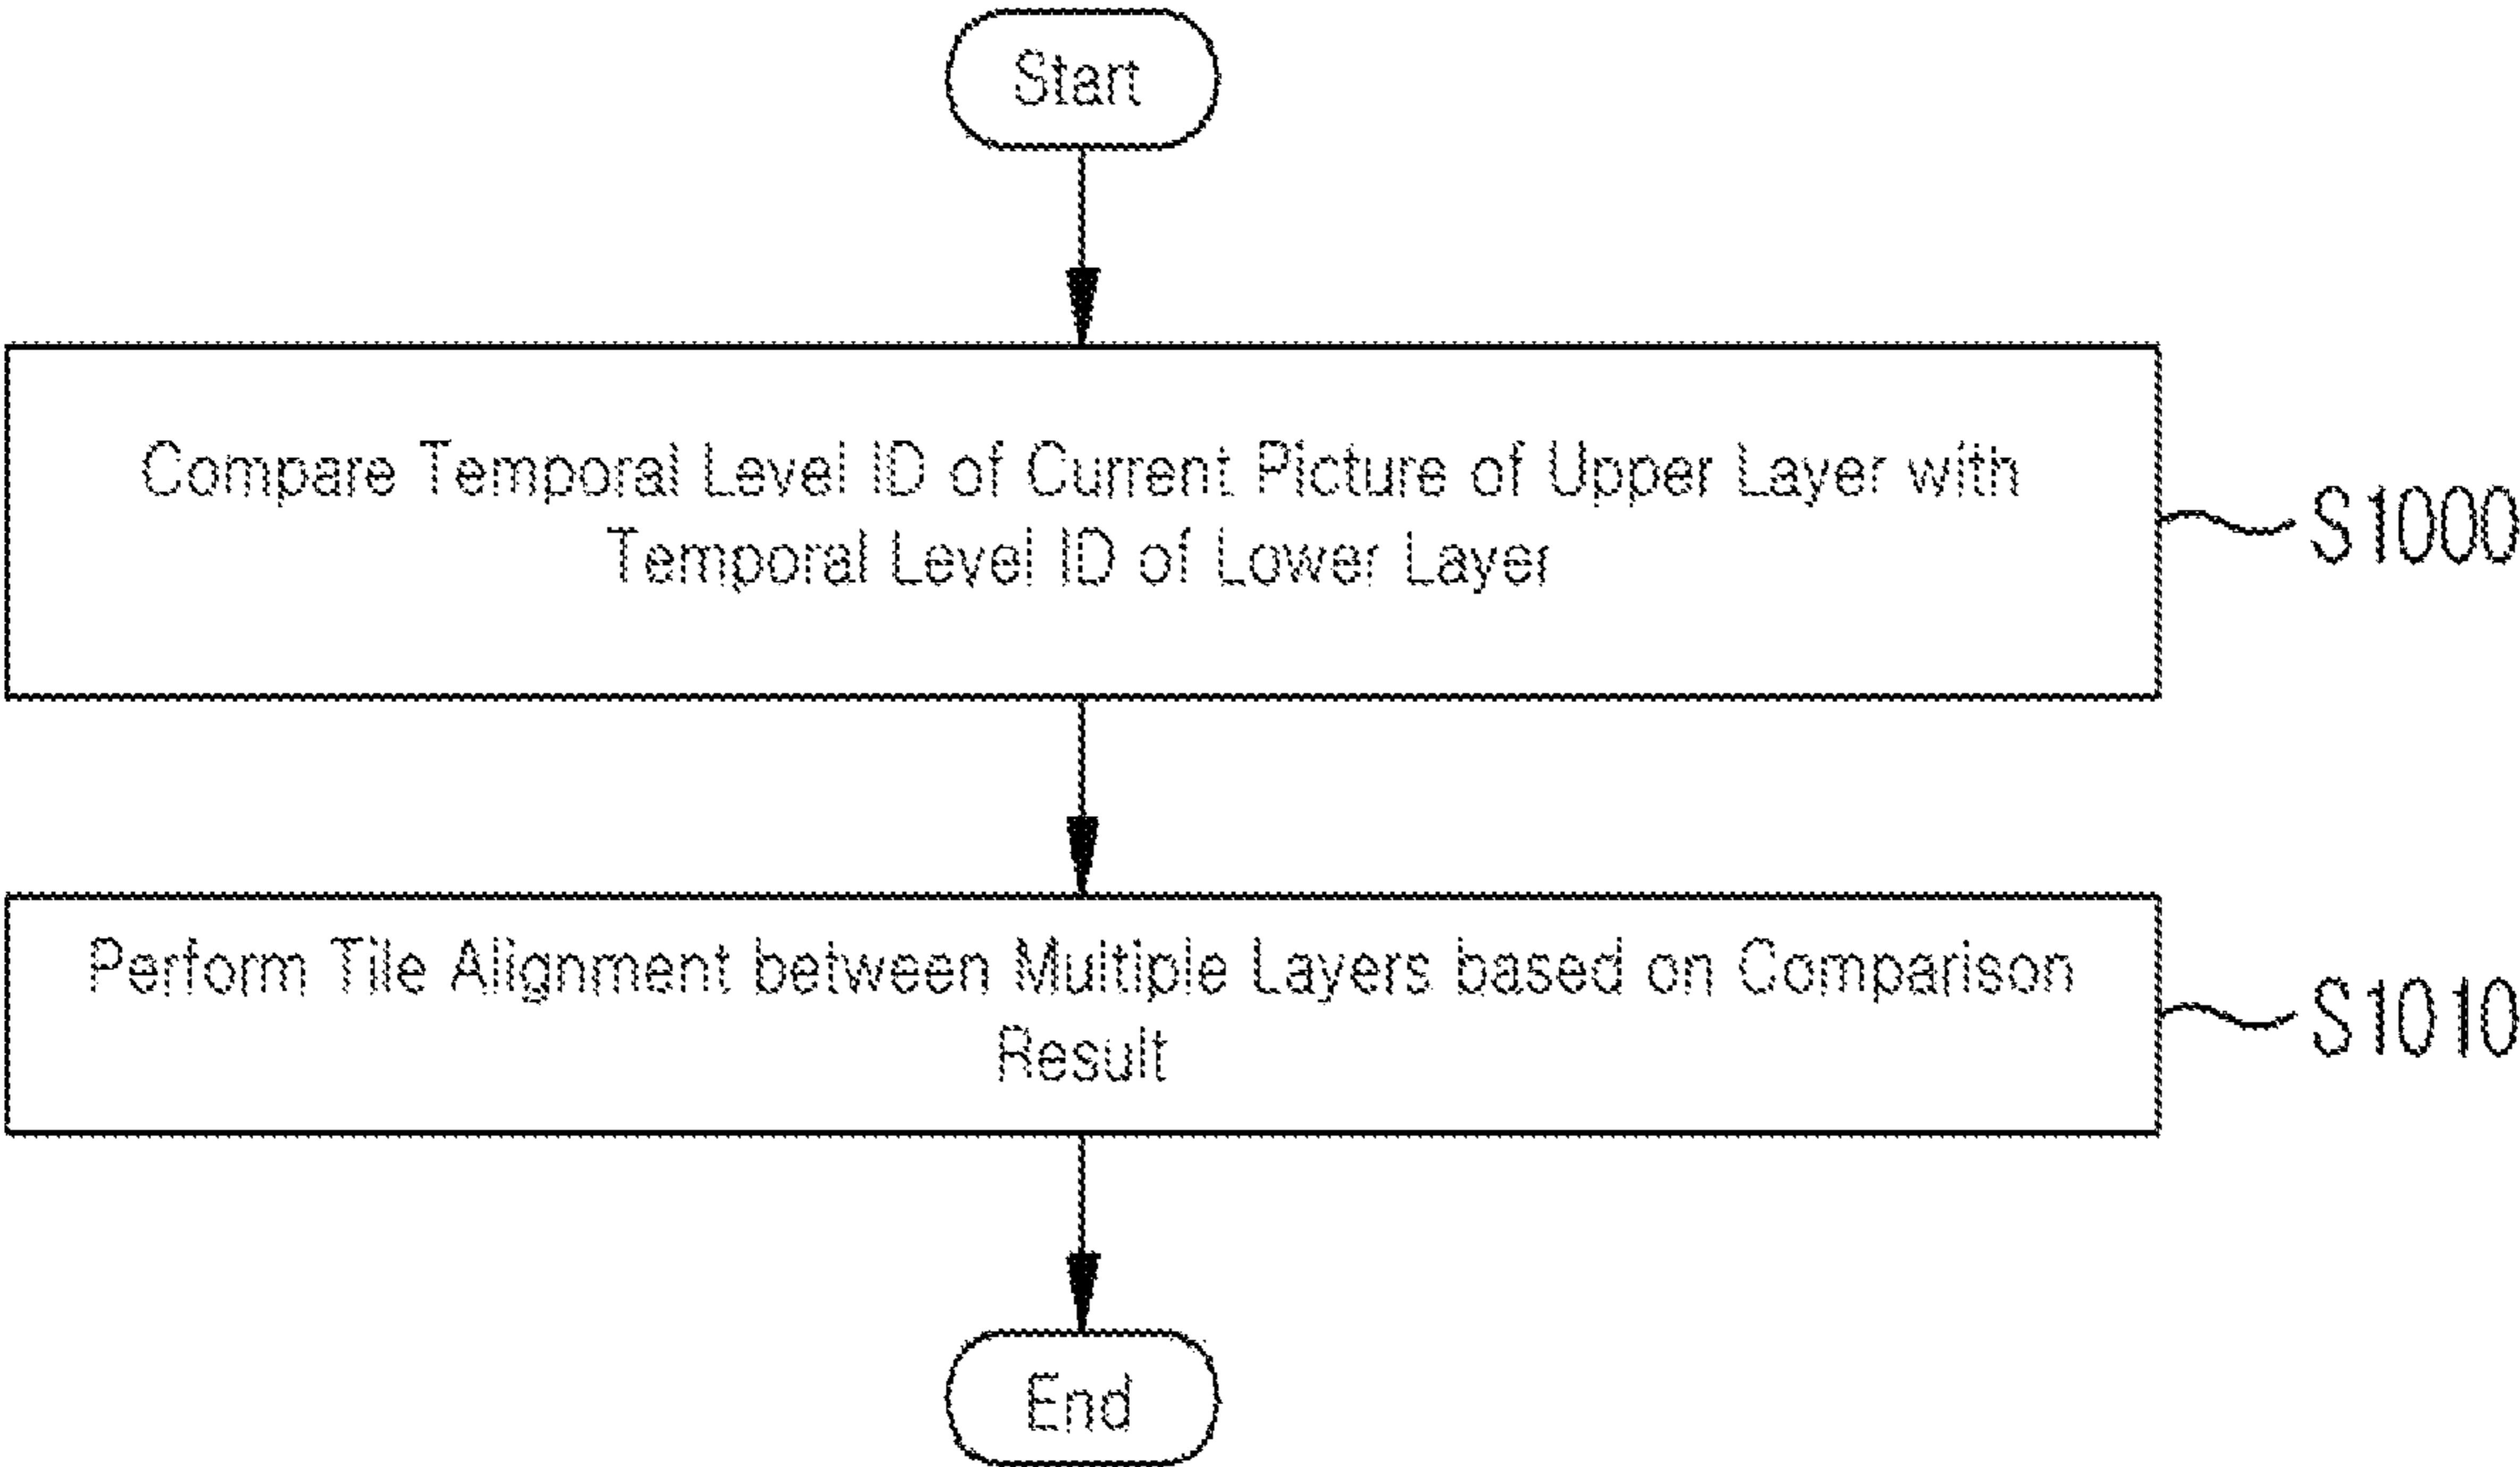 Start
Compare Temporal Level ID of Current Picture of Upper Layer with
Temporal Level ID of Lower Layer
S1000
Perform Tile Alignment between Multiple Layers based on Comparison
Result
S1010
End